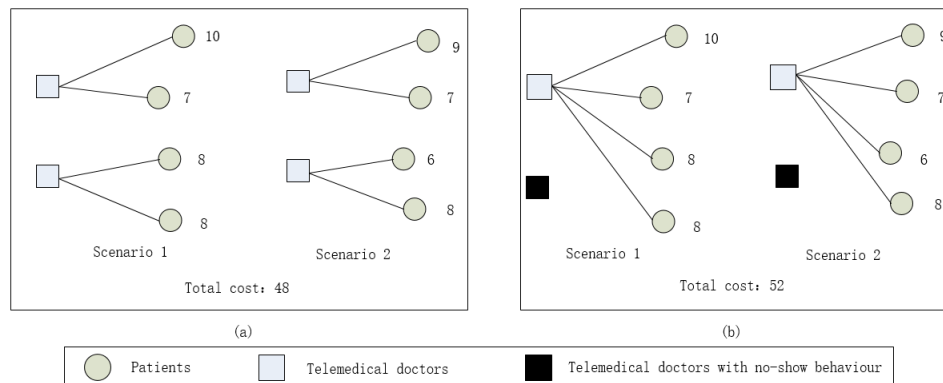 10
7
8
8
Scenario 1
9
7
6
8
Scenario 2
Total cost: 48
(a)
10
7
8
8
Scenario 1
9
7
6
8
Scenario 2
Total cost: 52
(b)
Patients
Telemedical doctors
Telemedical doctors with no-show behaviour